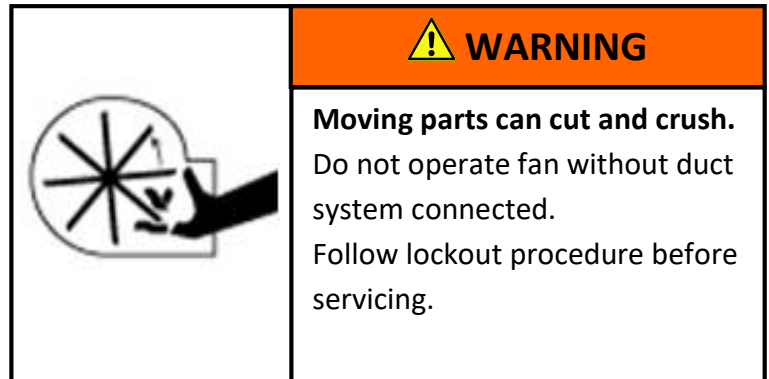 WARNING
Moving parts can cut and crush.
Do not operate fan without duct
system connected.
Follow lockout procedure before
servicing.